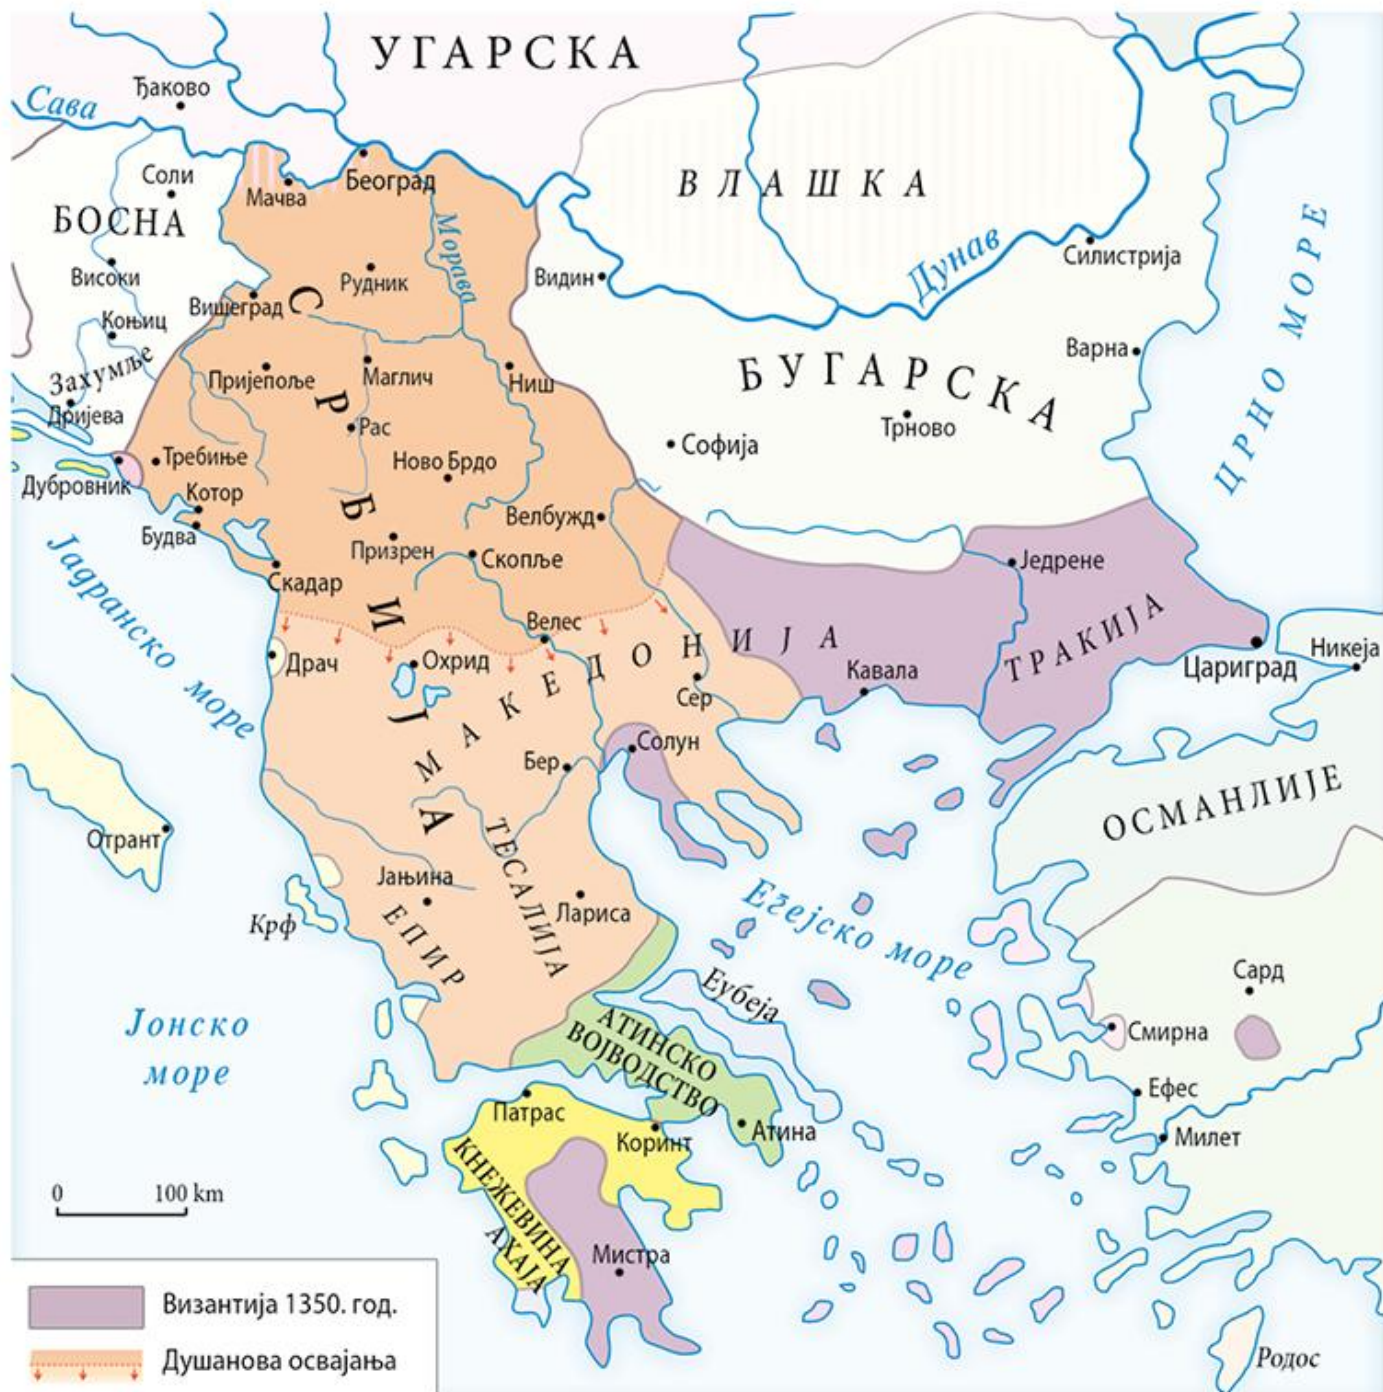 УГАРСКА
Ђаково
Сава
Соли
БОСНА
Мачва
Београд
Морава
ВЛАШКА
Дунав
Силистрија
Високи
Рудник
Видин
Вишеград
Коњиц
Захумље
Дријева
Пријепоље
Маглич
Ниш
БУГАРСКА
Варна
ЦРНО МОРЕ
Трново
Софија
СРБИЈА
Рас
Требиње
Ново Брдо
Дубровник
Котор
Будва
Велбужд
Призрен
Скопље
Скадар
Једрене
Јадранско море
Велес
Драч
Охрид
МАКЕДОНИЈА
Сер
Кавала
ТРАКИЈА
Цариград
Никеја
Солун
Бер
ОСМАНЛИЈЕ
Отрант
ТЕСАЛИЈА
Јањина
Лариса
ЕПИР
Крф
Егејско море
Еубеја
Сард
Јонско
море
АТИНСКО
ВОЈВОДСТВО
Смирна
Ефес
Патрас
Коринт
Атина
Милет
КНЕЖЕВИНА
АХАЈА
Мистра
0 100 km
Византија 1350. год.
Душанова освајања
Родос